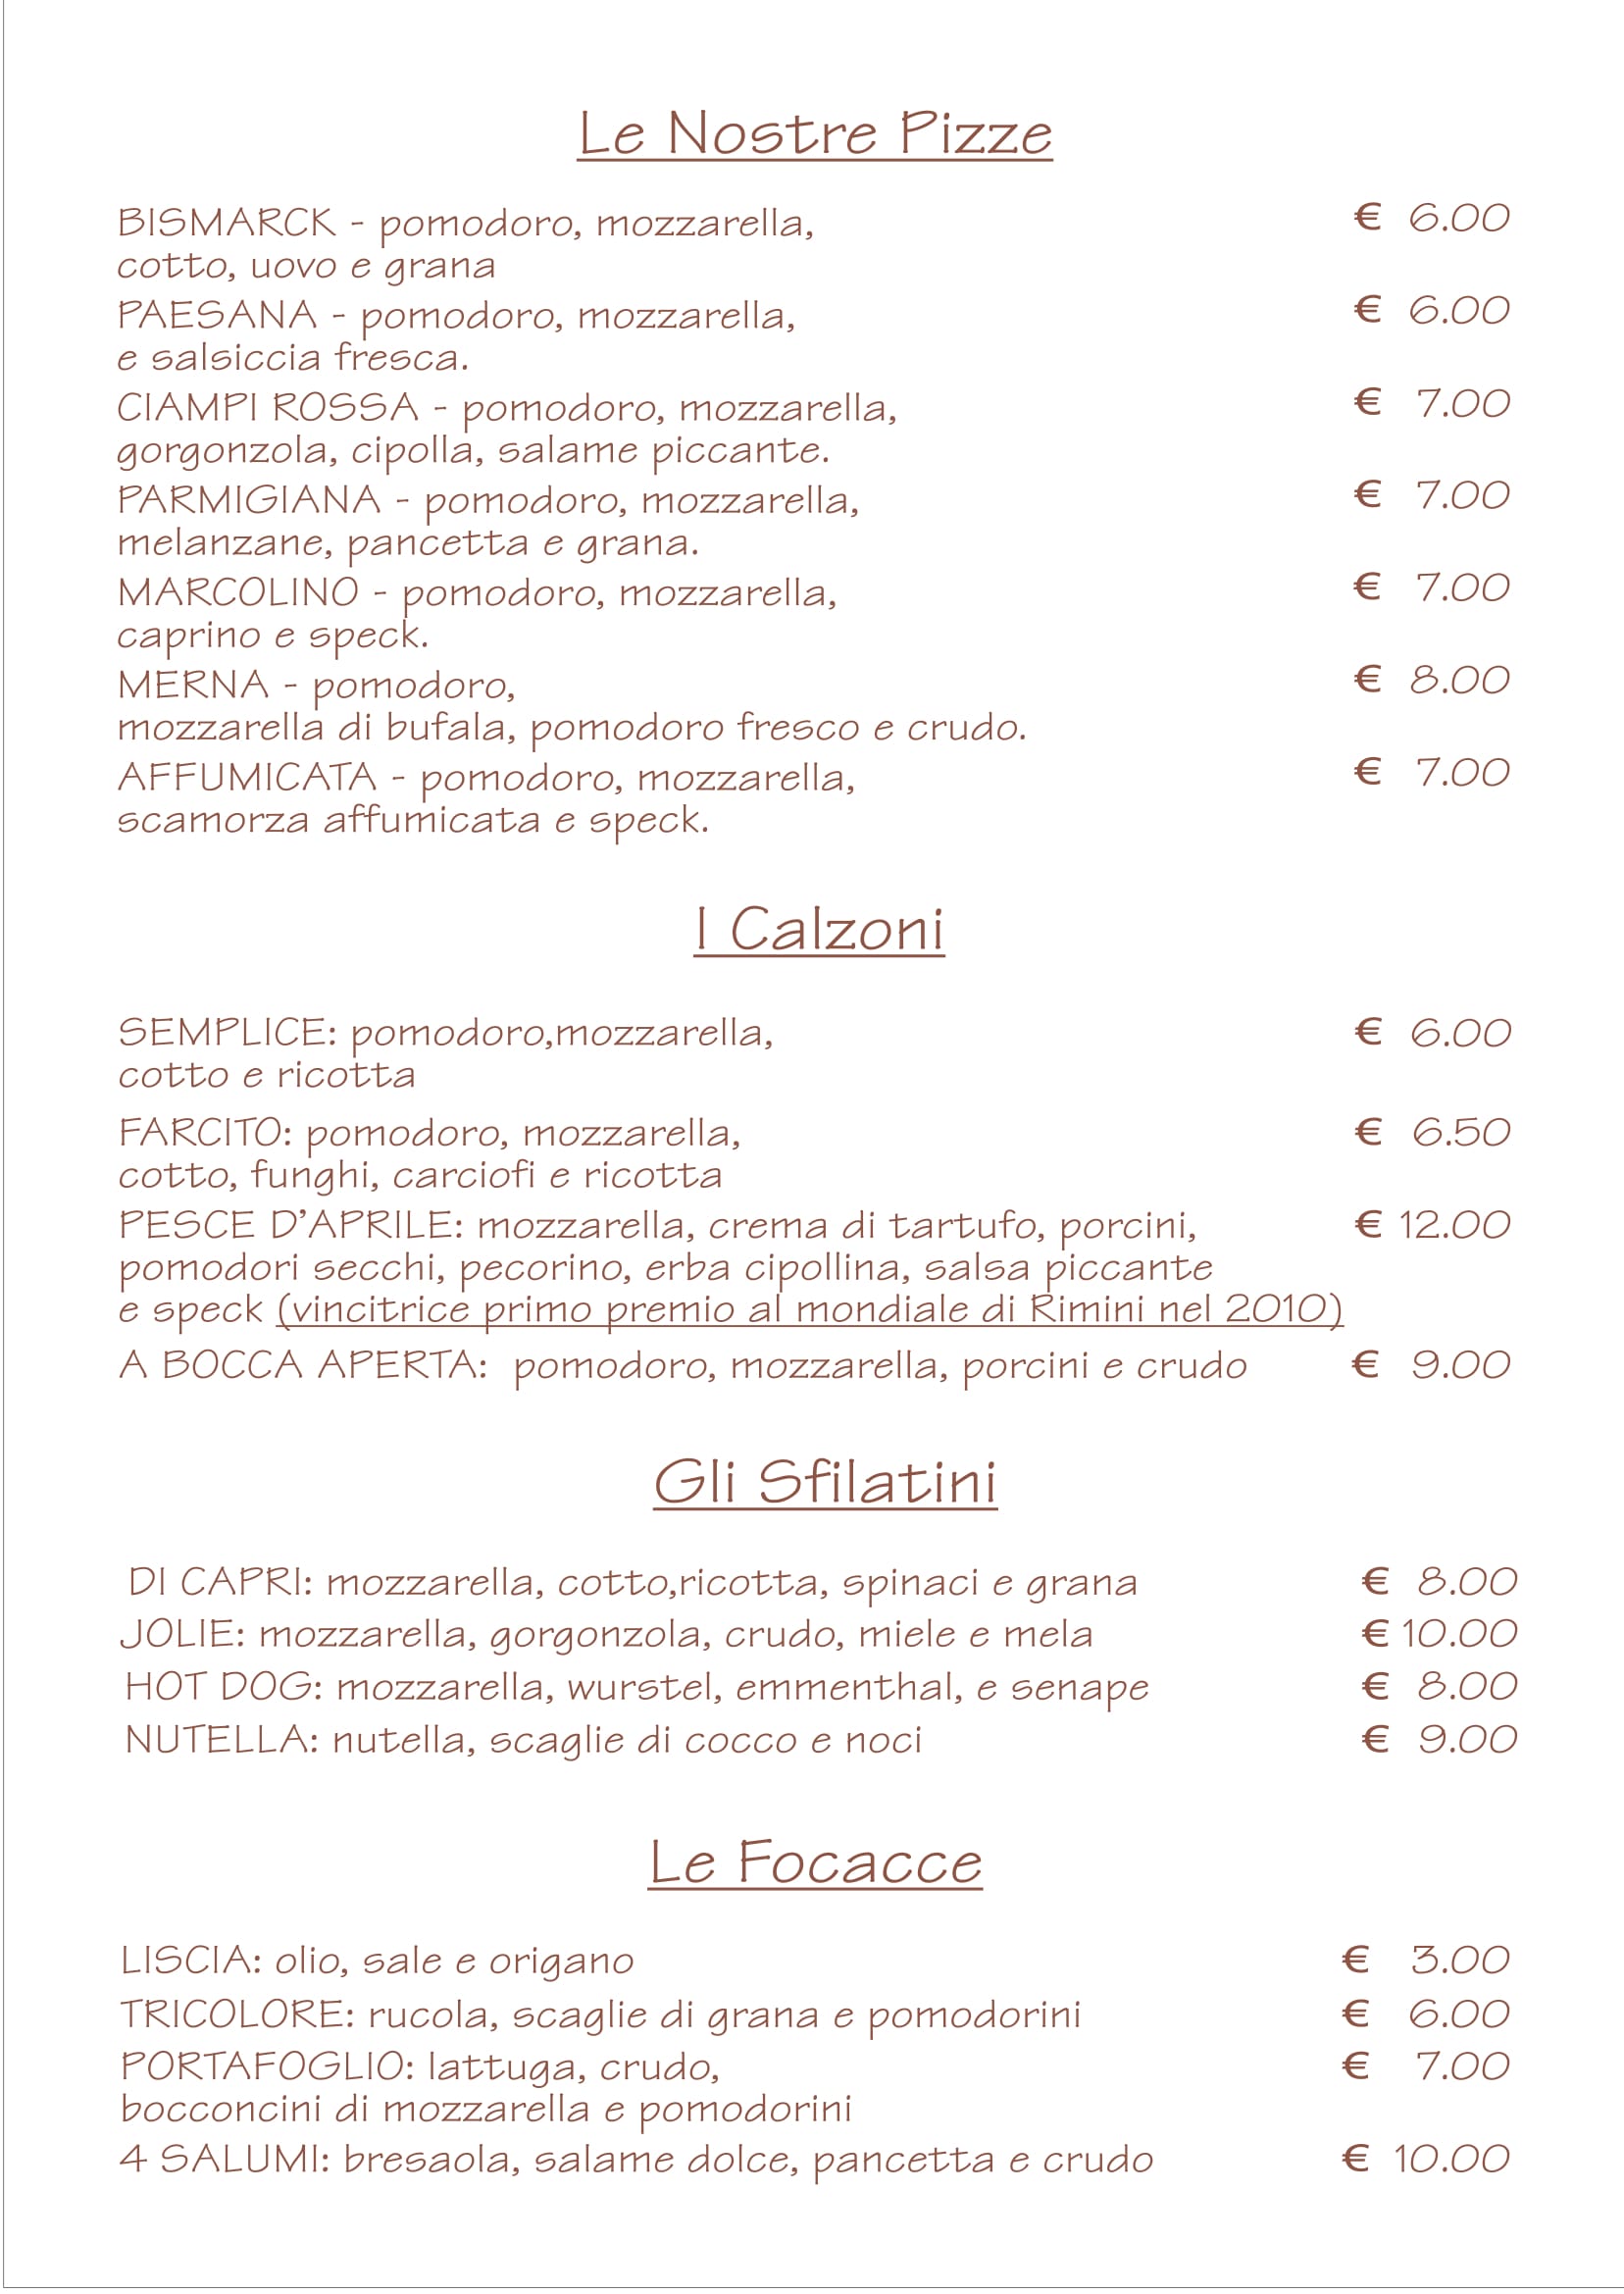 Le Nostre Pizze
BISMARCK - pomodoro, mozzarella, € 6.00
cotto, uovo e grana
PAESANA - pomodoro, mozzarella, € 6.00
e salsiccia fresca.
CIAMPI ROSSA - pomodoro, mozzarella, € 7.00
gorgonzola, cipolla, salame piccante.
PARMIGIANA - pomodoro, mozzarella, € 7.00
melanzane, pancetta e grana.
MARCOLINO - pomodoro, mozzarella, € 7.00
caprino e speck.
MERNA - pomodoro, € 8.00
mozzarella di bufala, pomodoro fresco e crudo.
AFFUMICATA - pomodoro, mozzarella, € 7.00
scamorza affumicata e speck.
I Calzoni
SEMPLICE: pomodoro,mozzarella, € 6.00
cotto e ricotta
FARCITO: pomodoro, mozzarella, € 6.50
cotto, funghi, carciofi e ricotta
PESCE D'APRILE: mozzarella, crema di tartufo, porcini, € 12.00
pomodori secchi, pecorino, erba cipollina, salsa piccante
e speck (vincitrice primo premio al mondiale di Rimini nel 2010)
A BOCCA APERTA: pomodoro, mozzarella, porcini e crudo € 9.00
Gli Sfilatini
DI CAPRI: mozzarella, cotto,ricotta, spinaci e grana € 8.00
JOLIE: mozzarella, gorgonzola, crudo, miele e mela € 10.00
HOT DOG: mozzarella, wurstel, emmenthal, e senape € 8.00
NUTELLA: nutella, scaglie di cocco e noci € 9.00
Le Focacce
LISCIA: olio, sale e origano € 3.00
TRICOLORE: rucola, scaglie di grana e pomodorini € 6.00
PORTAFOGLIO: lattuga, crudo, € 7.00
bocconcini di mozzarella e pomodorini
4 SALUMI: bresaola, salame dolce, pancetta e crudo € 10.00